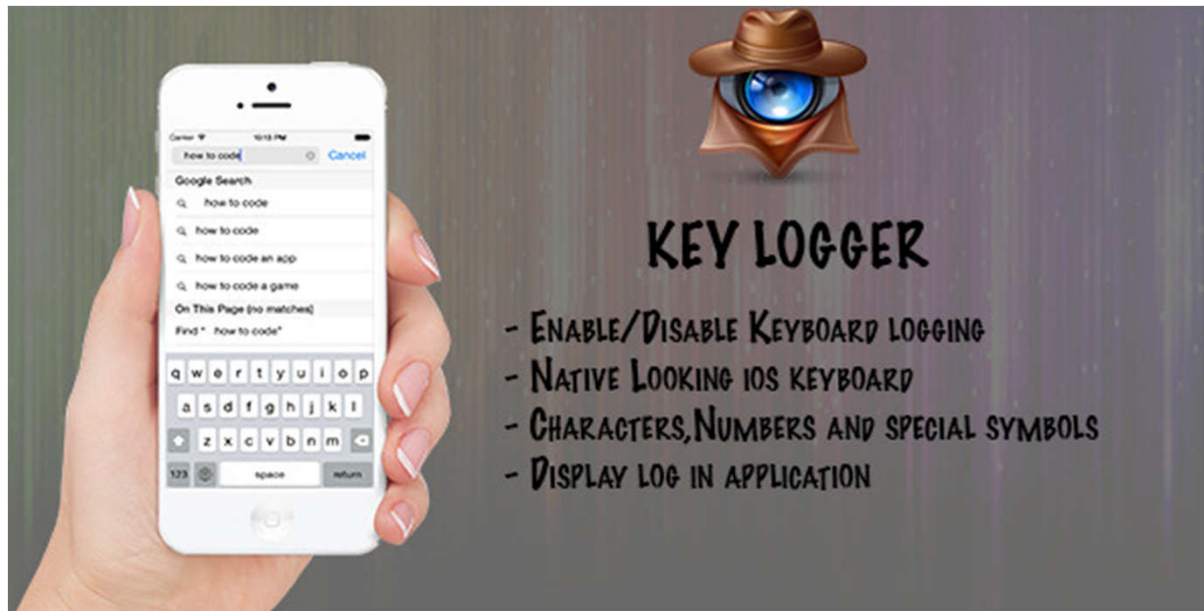 Carrier 10:13 PM
how to code Cancel
Google Search
how to code
how to code
how to code an app
how to code a game
On This Page (no matches)
Find " how to code"
q w e r t y u i o p
a s d f g h j k l
z x c v b n m
123 space return
KEY LOGGER
- ENABLE/DISABLE KEYBOARD LOGGING
- NATIVE LOOKING IOS KEYBOARD
- CHARACTERS,NUMBERS AND SPECIAL SYMBOLS
- DISPLAY LOG IN APPLICATION